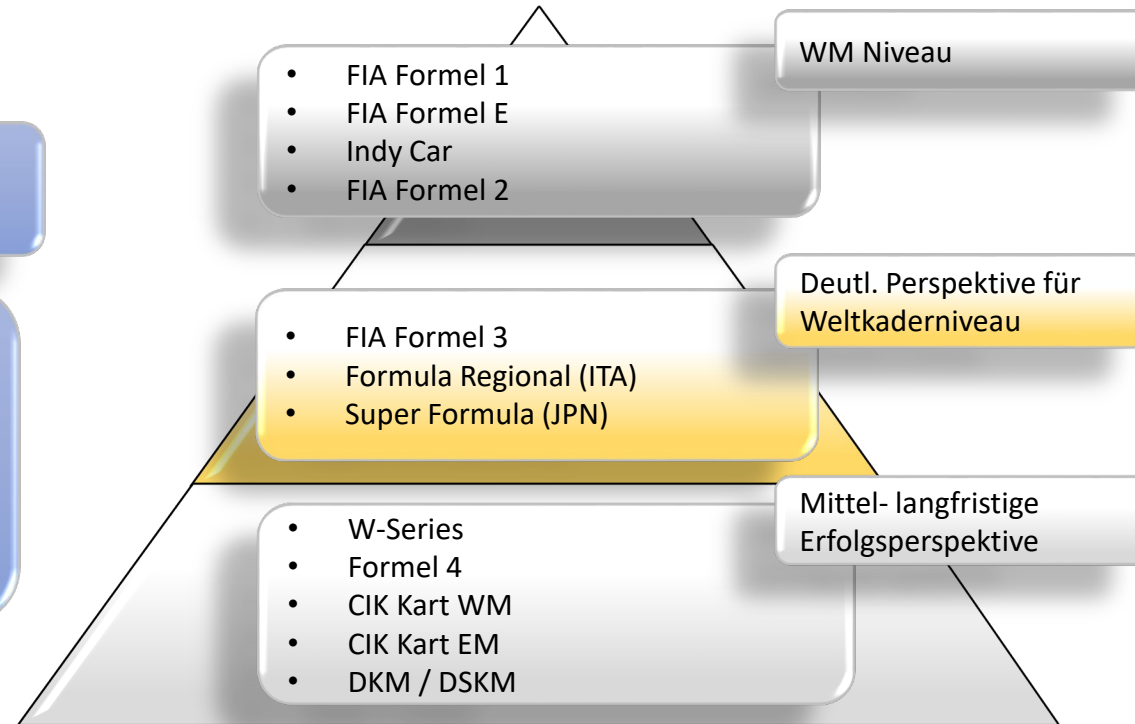 WM Niveau
• FIA Formel 1
• FIA Formel E
• Indy Car
• FIA Formel 2
Deutl. Perspektive für
Weltkaderniveau
• FIA Formel 3
• Formula Regional (ITA)
• Super Formula (JPN)
Mittel- langfristige
Erfolgsperspektive
• W-Series
• Formel 4
• CIK Kart WM
• CIK Kart EM
• DKM / DSKM